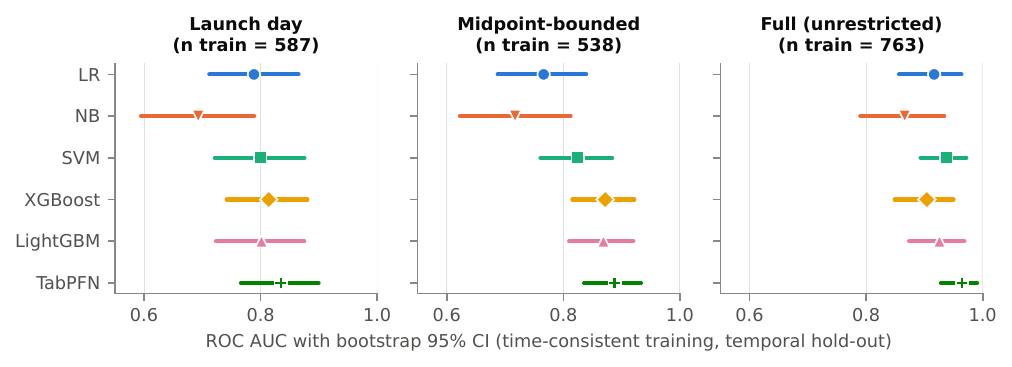 Launch day
(n train = 587)
Midpoint-bounded
(n train = 538)
Full (unrestricted)
(n train = 763)
LR
NB
SVM
XGBoost
LightGBM
TabPFN
0.6 0.8 1.0
0.6 0.8 1.0
0.6 0.8 1.0
ROC AUC with bootstrap 95% CI (time-consistent training, temporal hold-out)